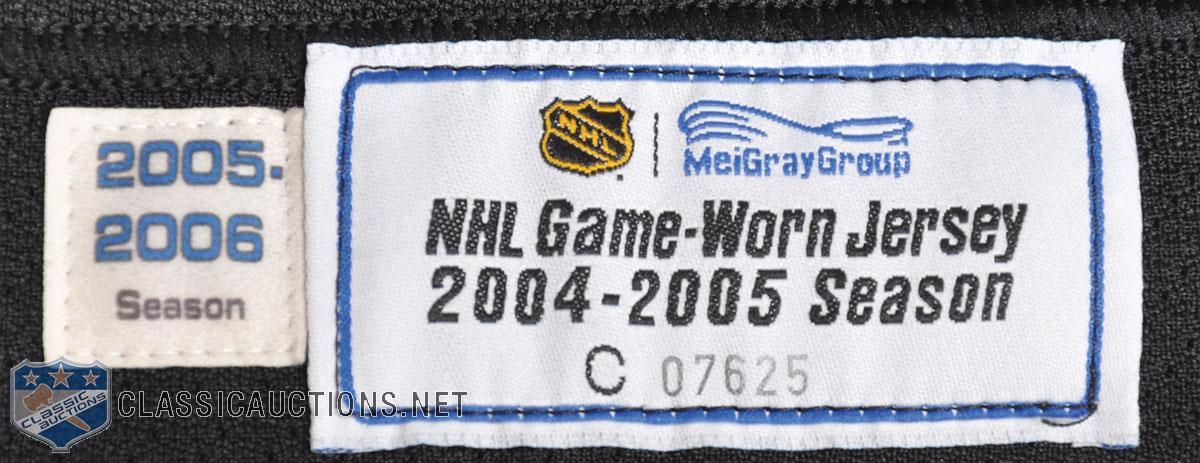 2005-
2006
Season
NHL
MeiGrayGroup
NHL Game-Worn Jersey
2004-2005 Season
C 07625
CLASSIC
AUCTIONS
CLASSICAUCTIONS.NET